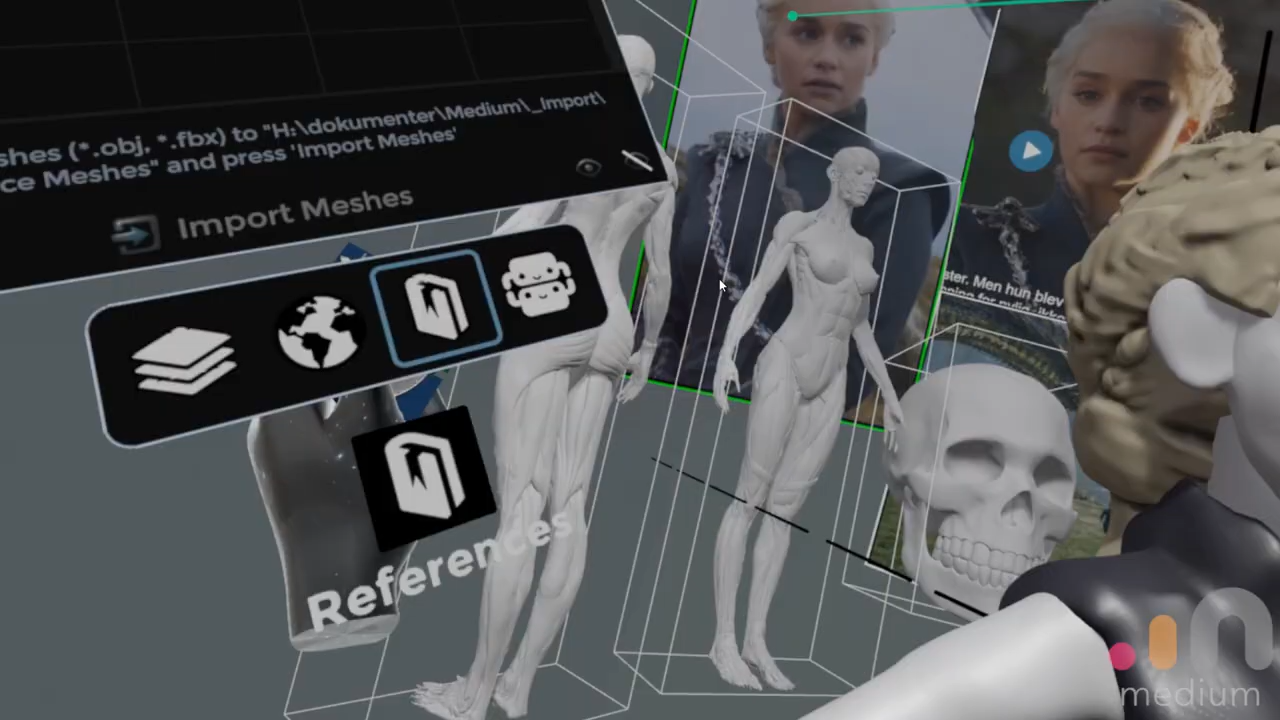 shes (*.obj, *.fbx) to "H:\dokumenter\Medium\_Import\
ce Meshes" and press 'Import Meshes'
Import Meshes
References
ster. Men hun blev
medium